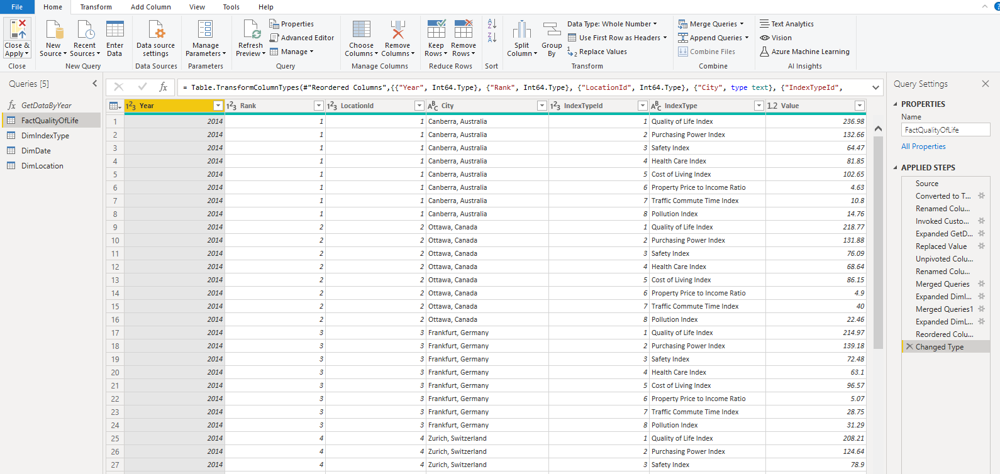 File Home Transform Add Column View Tools Help
Close & Apply
New Source
Recent Sources
Enter Data
Data source settings
Manage Parameters
Refresh Preview
Properties
Advanced Editor
Manage
Choose Columns
Remove Columns
Keep Rows
Remove Rows
Split Column
Group By
Data Type: Whole Number
Use First Row as Headers
Replace Values
Merge Queries
Append Queries
Combine Files
Text Analytics
Vision
Azure Machine Learning
Close New Query Data Sources Parameters Query Manage Columns Reduce Rows Sort Transform Combine AI Insights
Queries [5]
GetDataByYear
FactQualityOfLife
DimIndexType
DimDate
DimLocation
fx = Table.TransformColumnTypes(#"Reordered Columns",{{"Year", Int64.Type}, {"Rank", Int64.Type}, {"LocationId", Int64.Type}, {"City", type text}, {"IndexTypeId",
Year Rank LocationId City IndexTypeId IndexType 1.2 Value
1 2014 1 1 Canberra, Australia 1 Quality of Life Index 236.98
2 2014 1 1 Canberra, Australia 2 Purchasing Power Index 132.66
3 2014 1 1 Canberra, Australia 3 Safety Index 64.47
4 2014 1 1 Canberra, Australia 4 Health Care Index 81.85
5 2014 1 1 Canberra, Australia 5 Cost of Living Index 102.65
6 2014 1 1 Canberra, Australia 6 Property Price to Income Ratio 4.63
7 2014 1 1 Canberra, Australia 7 Traffic Commute Time Index 10.8
8 2014 1 1 Canberra, Australia 8 Pollution Index 14.76
9 2014 2 2 Ottawa, Canada 1 Quality of Life Index 218.77
10 2014 2 2 Ottawa, Canada 2 Purchasing Power Index 131.88
11 2014 2 2 Ottawa, Canada 3 Safety Index 76.09
12 2014 2 2 Ottawa, Canada 4 Health Care Index 68.64
13 2014 2 2 Ottawa, Canada 5 Cost of Living Index 86.15
14 2014 2 2 Ottawa, Canada 6 Property Price to Income Ratio 4.9
15 2014 2 2 Ottawa, Canada 7 Traffic Commute Time Index 40
16 2014 2 2 Ottawa, Canada 8 Pollution Index 22.46
17 2014 3 3 Frankfurt, Germany 1 Quality of Life Index 214.97
18 2014 3 3 Frankfurt, Germany 2 Purchasing Power Index 139.18
19 2014 3 3 Frankfurt, Germany 3 Safety Index 72.48
20 2014 3 3 Frankfurt, Germany 4 Health Care Index 63.1
21 2014 3 3 Frankfurt, Germany 5 Cost of Living Index 96.57
22 2014 3 3 Frankfurt, Germany 6 Property Price to Income Ratio 5.07
23 2014 3 3 Frankfurt, Germany 7 Traffic Commute Time Index 28.75
24 2014 3 3 Frankfurt, Germany 8 Pollution Index 31.29
25 2014 4 4 Zurich, Switzerland 1 Quality of Life Index 208.21
26 2014 4 4 Zurich, Switzerland 2 Purchasing Power Index 124.64
27 2014 4 4 Zurich, Switzerland 3 Safety Index 78.9
Query Settings
PROPERTIES
Name
FactQualityOfLife
All Properties
APPLIED STEPS
Source
Converted to T...
Renamed Colu...
Invoked Custo...
Expanded GetD...
Replaced Value
Unpivoted Colu...
Renamed Colu...
Merged Queries
Expanded DimI...
Merged Queries1
Expanded DimL...
Reordered Colu...
Changed Type